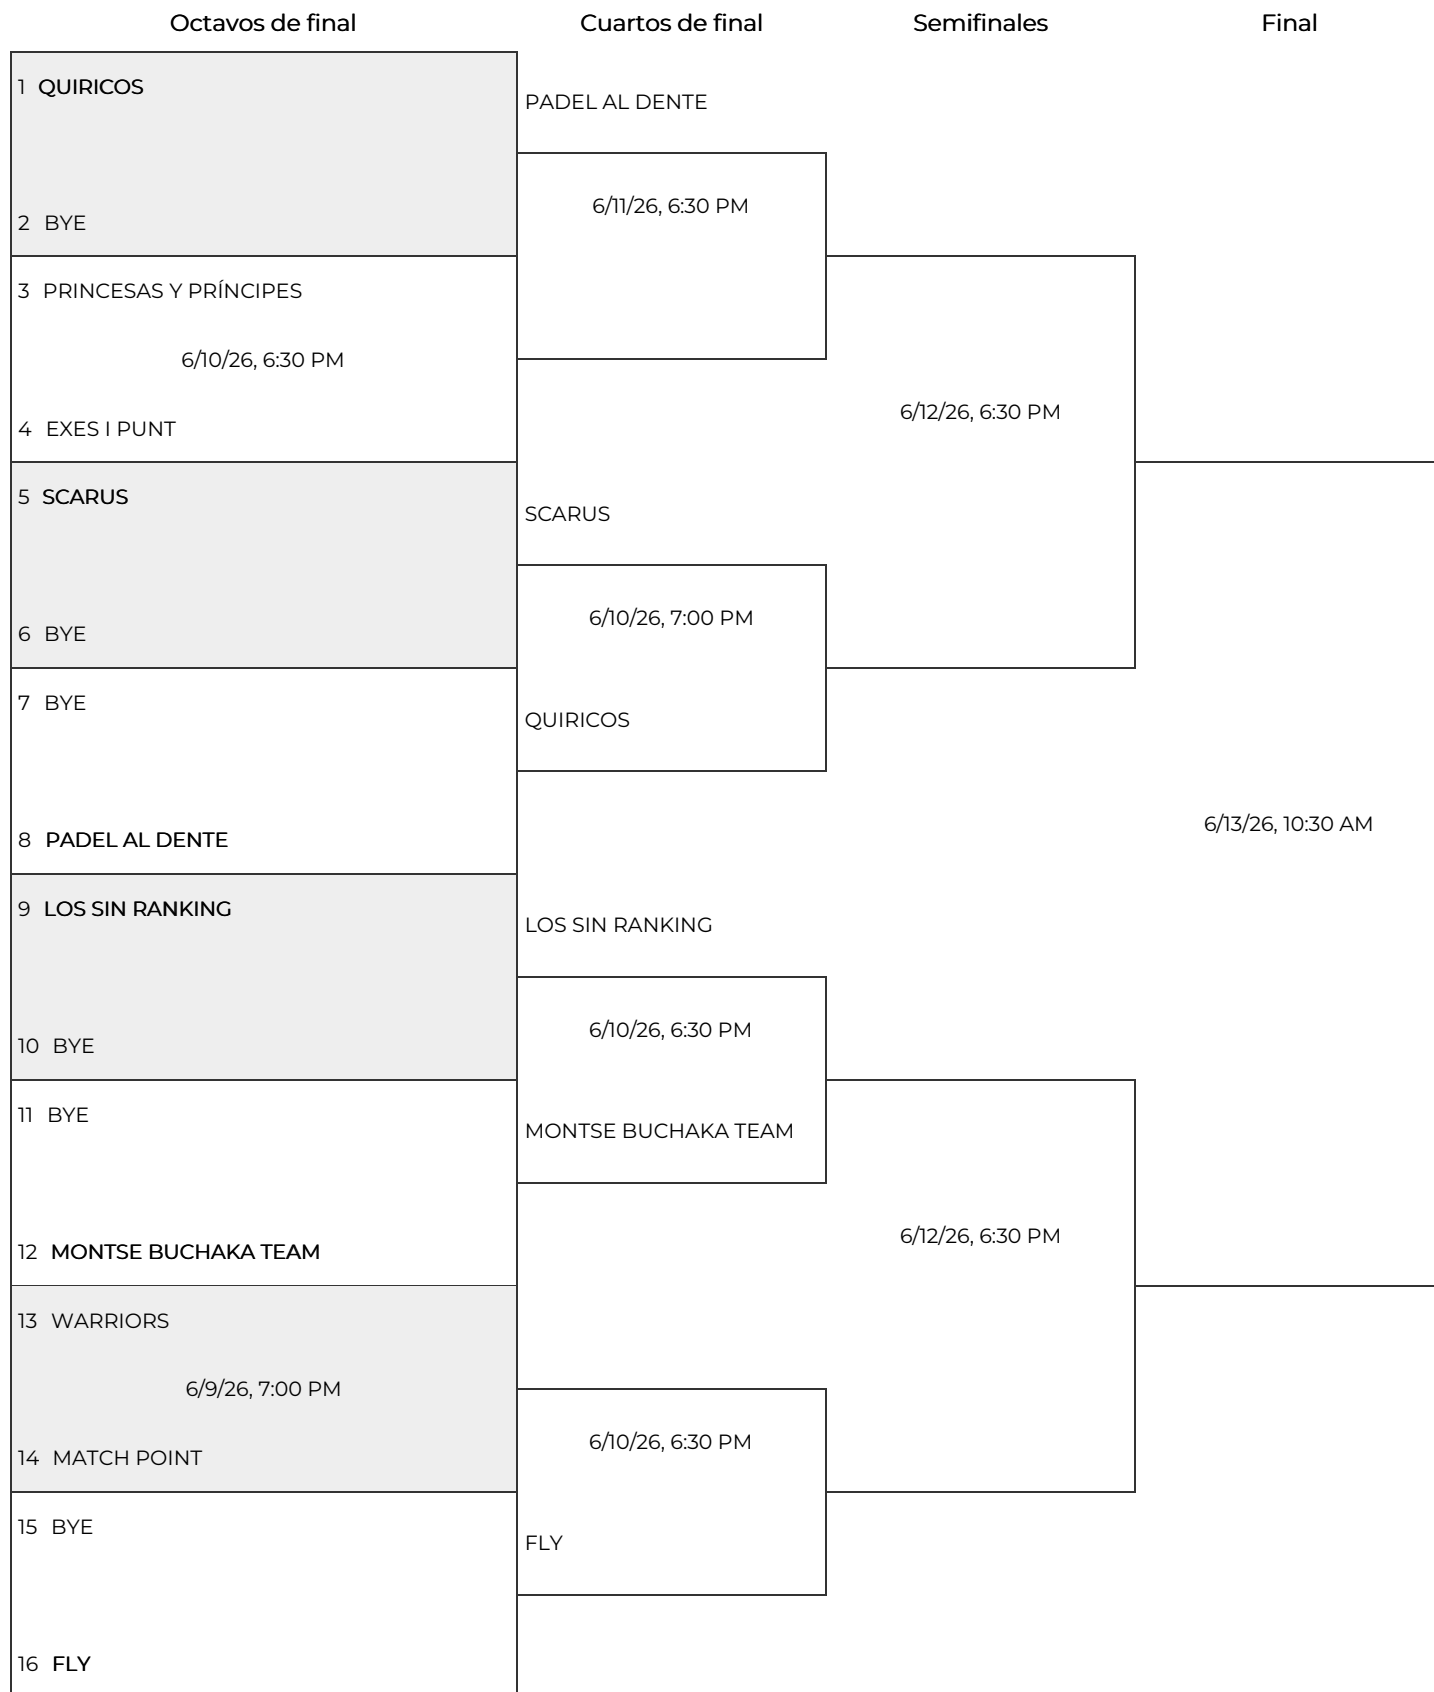 Octavos de final
Cuartos de final
Semifinales
Final
1 QUIRICOS
PADEL AL DENTE
6/11/26, 6:30 PM
2 BYE
3 PRINCESAS Y PRÍNCIPES
6/10/26, 6:30 PM
6/12/26, 6:30 PM
4 EXES I PUNT
5 SCARUS
SCARUS
6/10/26, 7:00 PM
6 BYE
7 BYE
QUIRICOS
6/13/26, 10:30 AM
8 PADEL AL DENTE
9 LOS SIN RANKING
LOS SIN RANKING
6/10/26, 6:30 PM
10 BYE
11 BYE
MONTSE BUCHAKA TEAM
6/12/26, 6:30 PM
12 MONTSE BUCHAKA TEAM
13 WARRIORS
6/9/26, 7:00 PM
6/10/26, 6:30 PM
14 MATCH POINT
15 BYE
FLY
16 FLY